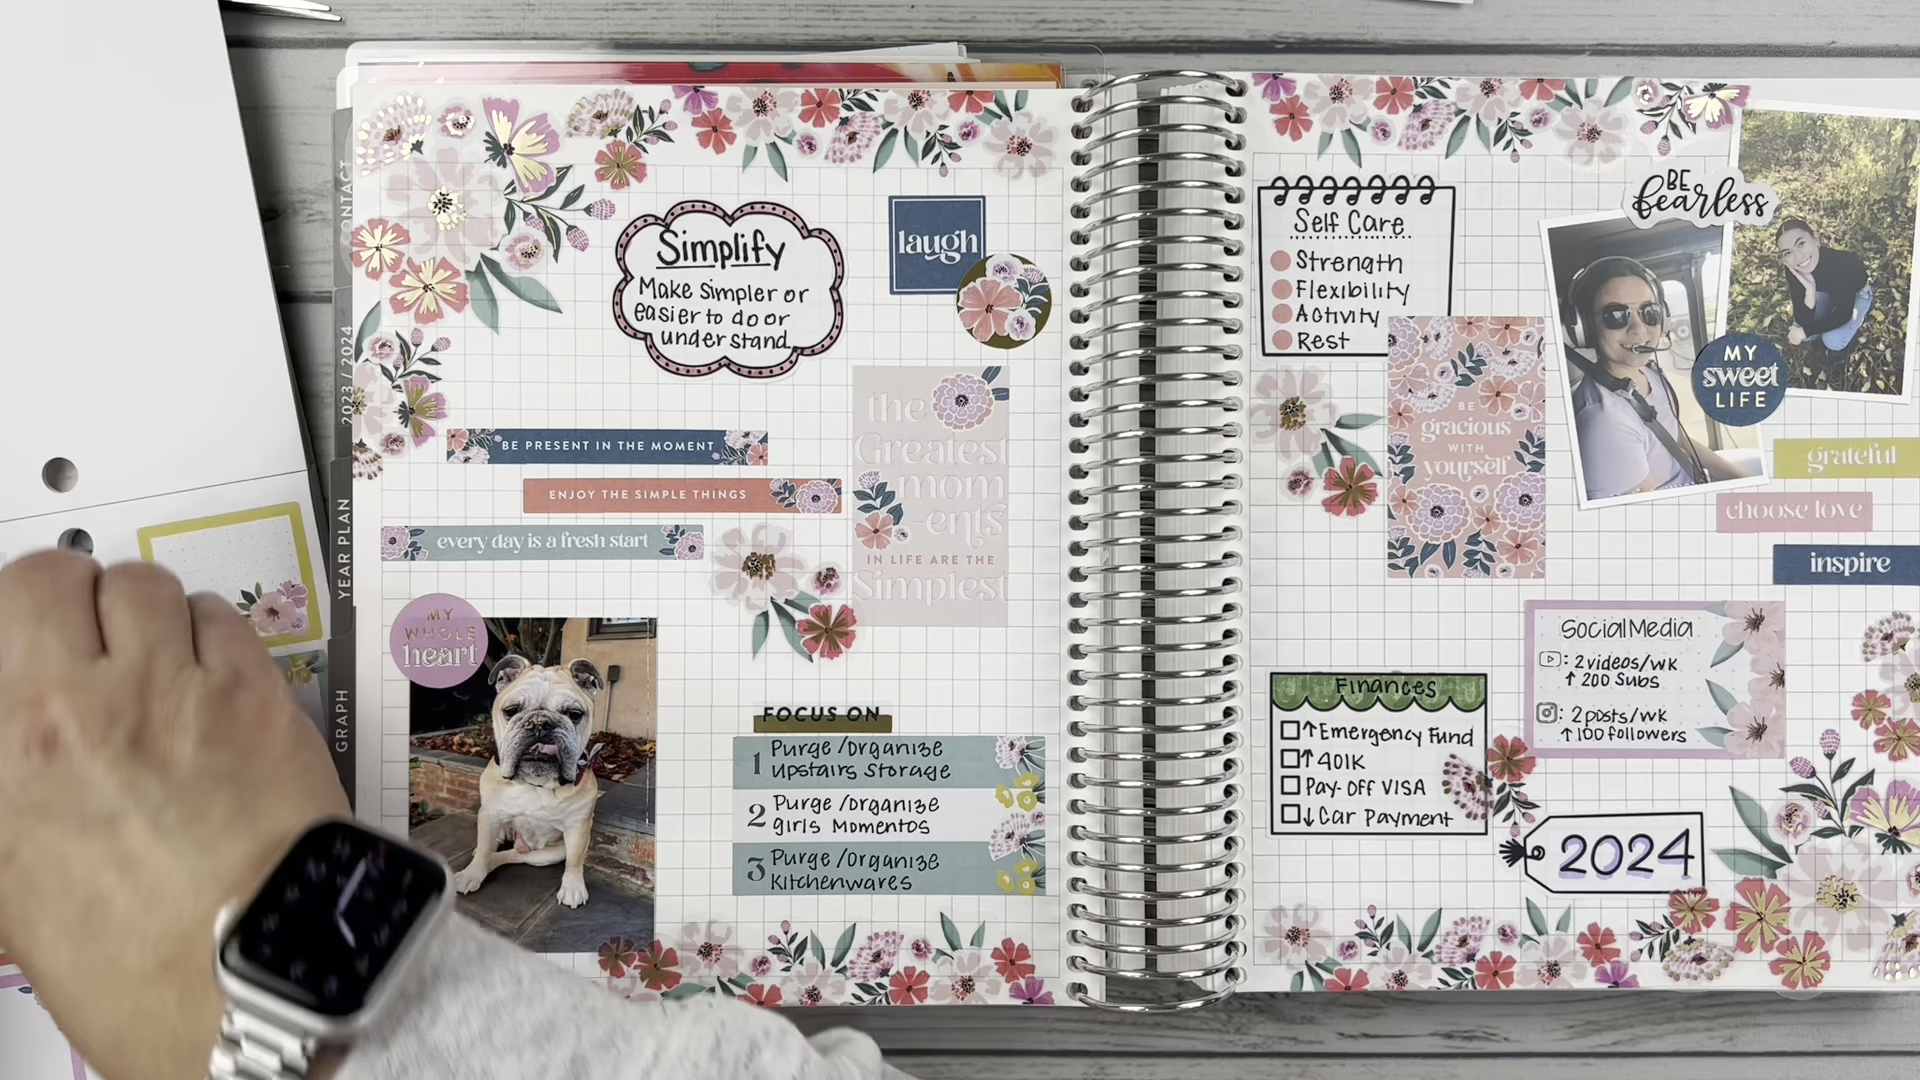 CONTACT
2023 / 2024
YEAR PLAN
GRAPH
Simplify
Make simpler or
easier to do or
understand.
laugh
BE PRESENT IN THE MOMENT
ENJOY THE SIMPLE THINGS
every day is a fresh start
the
Greatest
mom
-ents
IN LIFE ARE THE
Simplest
MY
WHOLE
heart
FOCUS ON
1 Purge/Organize
Upstairs Storage
2 Purge/Organize
girls Momentos
3 Purge/Organize
Kitchenwares
Self Care
Strength
Flexibility
Activity
Rest
BE
gracious
WITH
yourself
BE
fearless
MY
sweet
LIFE
grateful
choose love
inspire
Social Media
: 2 videos/wk
↑ 200 Subs
: 2 posts/wk
↑ 100 followers
Finances
↑ Emergency Fund
↑ 401K
Pay-Off VISA
↓ Car Payment
2024